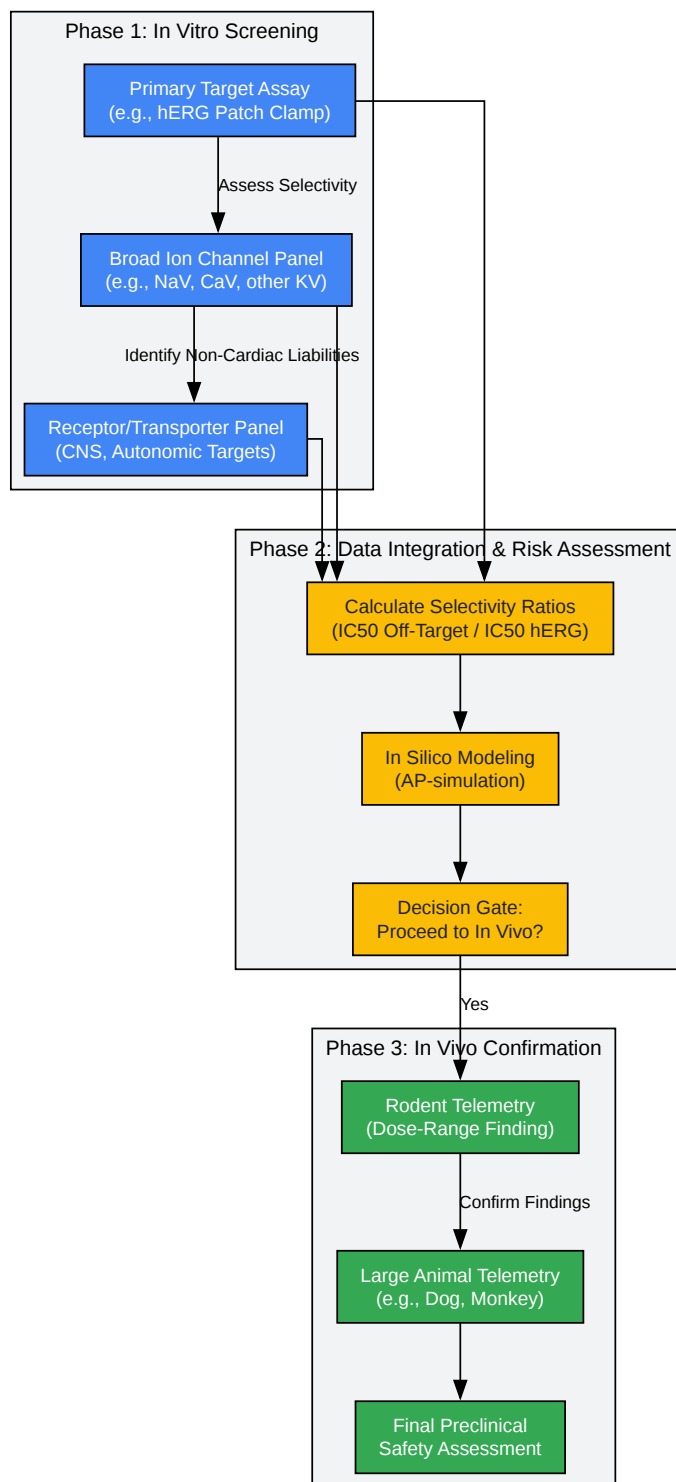 Phase 1: In Vitro Screening
Primary Target Assay
(e.g., hERG Patch Clamp)
Assess Selectivity
Broad Ion Channel Panel
(e.g., NaV, CaV, other KV)
Identify Non-Cardiac Liabilities
Receptor/Transporter Panel
(CNS, Autonomic Targets)
Phase 2: Data Integration & Risk Assessment
Calculate Selectivity Ratios
(IC50 Off-Target / IC50 hERG)
In Silico Modeling
(AP-simulation)
Decision Gate:
Proceed to In Vivo?
Yes
Phase 3: In Vivo Confirmation
Rodent Telemetry
(Dose-Range Finding)
Confirm Findings
Large Animal Telemetry
(e.g., Dog, Monkey)
Final Preclinical
Safety Assessment